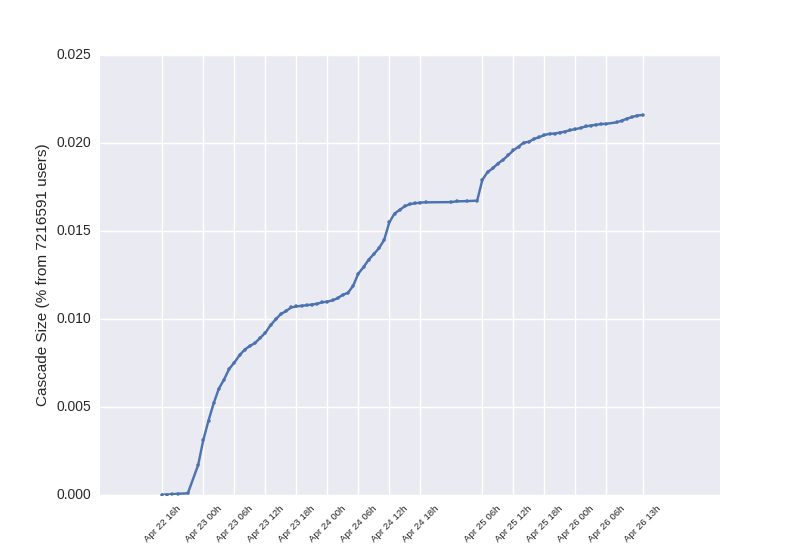 0.025
0.020
0.015
0.010
0.005
0.000
Cascade Size (% from 7216591 users)
Apr 22 16h
Apr 23 00h
Apr 23 06h
Apr 23 12h
Apr 23 18h
Apr 24 00h
Apr 24 06h
Apr 24 12h
Apr 24 18h
Apr 25 06h
Apr 25 12h
Apr 25 18h
Apr 26 00h
Apr 26 06h
Apr 26 13h